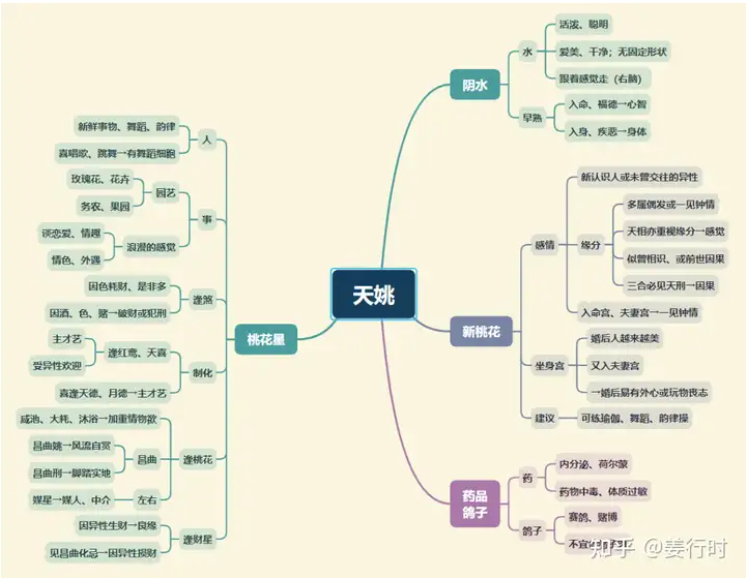 天姚
阴水
水
活泼、聪明
爱美、干净；无固定形状
跟着感觉走（右脑）
早熟
入命、福德一心智
入身、疾恶一身体
新桃花
感情
新认识人或未曾交往的异性
缘分
多属偶发或一见钟情
天相亦重视缘分一感觉
似曾相识、或前世因果
三合必见天刑一因果
入命宫、夫妻宫一一见钟情
坐身宫
婚后人越来越美
又入夫妻宫
一婚后易有外心或玩物丧志
建议
可练瑜伽、舞蹈、韵律操
药品
鸽子
药
内分泌、荷尔蒙
药物中毒、体质过敏
鸽子
赛鸽、赌博
不宜
桃花星
人
新鲜事物、舞蹈、韵律
喜唱歌、跳舞一有舞蹈细胞
事
园艺
玫瑰花、花卉
务农、果园
浪漫的感觉
谈恋爱、情趣
情色、外遇
逢煞
因色耗财、是非多
因酒、色、赌一破财或犯刑
制化
逢红鸾、天喜
主才艺
受异性欢迎
喜逢天德、月德一主才艺
逢桃花
咸池、大耗、沐浴一加重情物欲
昌曲
昌曲姚一风流自赏
昌曲刑一脚踏实地
左右
媒星一媒人、中介
逢财星
因异性生财一良缘
见昌曲化忌一因异性损财
知乎 @姜行时